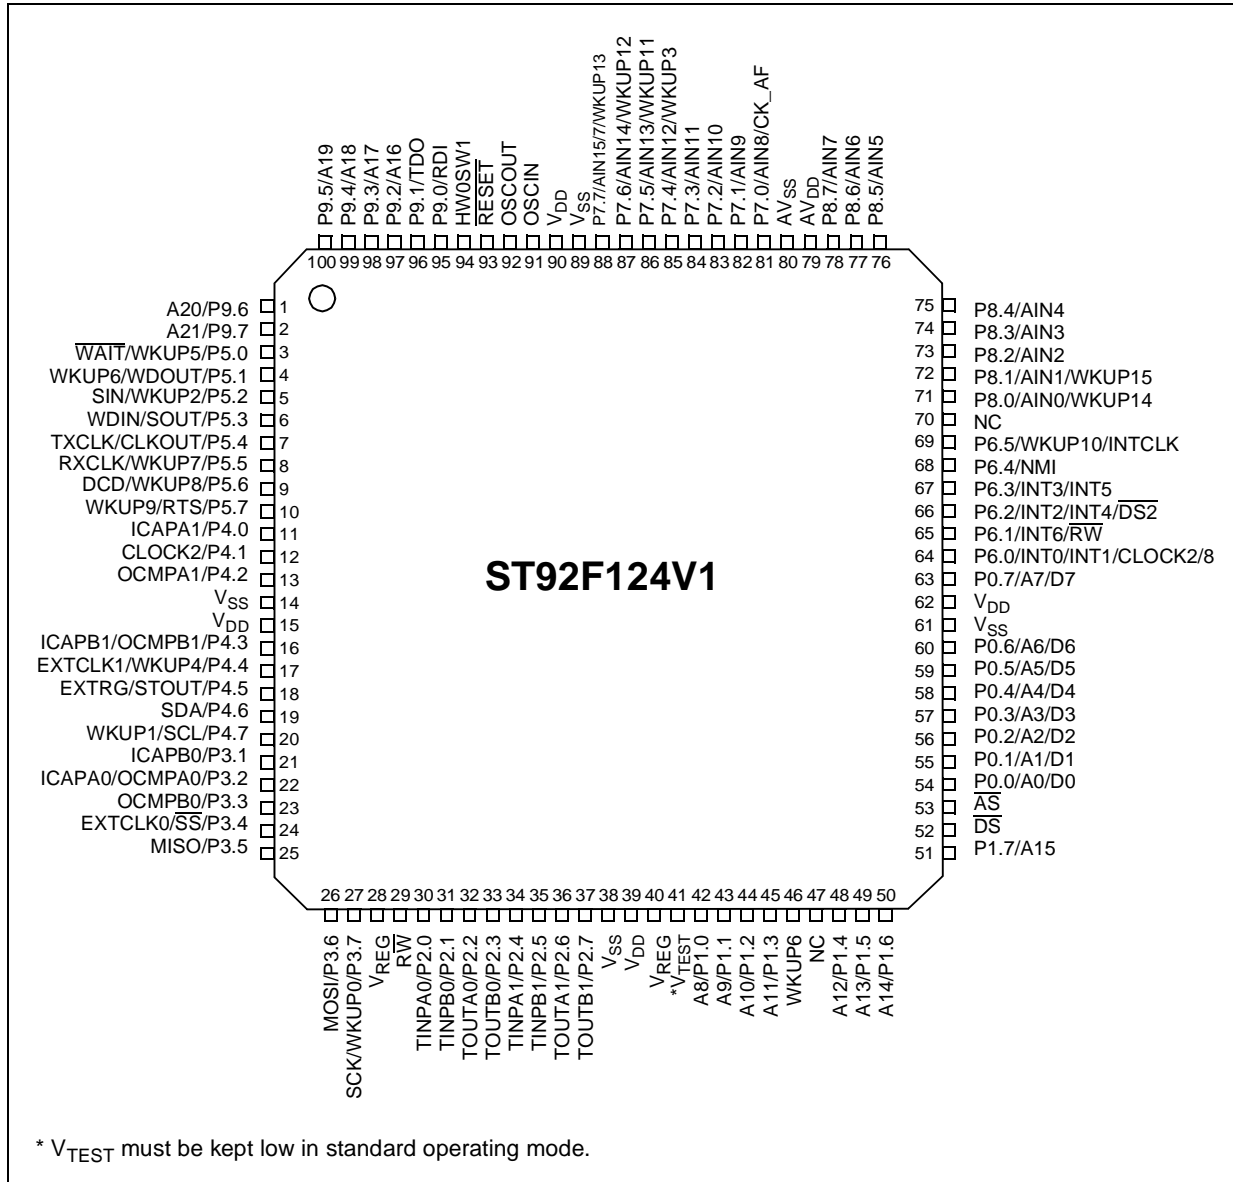 P9.5/A19
P9.4/A18
P9.3/A17
P9.2/A16
P9.1/TDO
P9.0/RDI
HW0SW1
RESET
OSCOUT
OSCIN
VDD
VSS
P7.7/AIN15/7/WKUP13
P7.6/AIN14/WKUP12
P7.5/AIN13/WKUP11
P7.4/AIN12/WKUP3
P7.3/AIN11
P7.2/AIN10
P7.1/AIN9
P7.0/AIN8/CK_AF
AVSS
AVDD
P8.7/AIN7
P8.6/AIN6
P8.5/AIN5
100 99 98 97 96 95 94 93 92 91 90 89 88 87 86 85 84 83 82 81 80 79 78 77 76
A20/P9.6 1
A21/P9.7 2
WAIT/WKUP5/P5.0 3
WKUP6/WDOUT/P5.1 4
SIN/WKUP2/P5.2 5
WDIN/SOUT/P5.3 6
TXCLK/CLKOUT/P5.4 7
RXCLK/WKUP7/P5.5 8
DCD/WKUP8/P5.6 9
WKUP9/RTS/P5.7 10
ICAPA1/P4.0 11
CLOCK2/P4.1 12
OCMPA1/P4.2 13
VSS 14
VDD 15
ICAPB1/OCMPB1/P4.3 16
EXTCLK1/WKUP4/P4.4 17
EXTRG/STOUT/P4.5 18
SDA/P4.6 19
WKUP1/SCL/P4.7 20
ICAPB0/P3.1 21
ICAPA0/OCMPA0/P3.2 22
OCMPB0/P3.3 23
EXTCLK0/SS/P3.4 24
MISO/P3.5 25
ST92F124V1
75 P8.4/AIN4
74 P8.3/AIN3
73 P8.2/AIN2
72 P8.1/AIN1/WKUP15
71 P8.0/AIN0/WKUP14
70 NC
69 P6.5/WKUP10/INTCLK
68 P6.4/NMI
67 P6.3/INT3/INT5
66 P6.2/INT2/INT4/DS2
65 P6.1/INT6/RW
64 P6.0/INT0/INT1/CLOCK2/8
63 P0.7/A7/D7
62 VDD
61 VSS
60 P0.6/A6/D6
59 P0.5/A5/D5
58 P0.4/A4/D4
57 P0.3/A3/D3
56 P0.2/A2/D2
55 P0.1/A1/D1
54 P0.0/A0/D0
53 AS
52 DS
51 P1.7/A15
26 27 28 29 30 31 32 33 34 35 36 37 38 39 40 41 42 43 44 45 46 47 48 49 50
MOSI/P3.6
SCK/WKUP0/P3.7
VREG
RW
TINPA0/P2.0
TINPB0/P2.1
TOUTA0/P2.2
TOUTB0/P2.3
TINPA1/P2.4
TINPB1/P2.5
TOUTA1/P2.6
TOUTB1/P2.7
VSS
VDD
VREG
*VTEST
A8/P1.0
A9/P1.1
A10/P1.2
A11/P1.3
WKUP6
NC
A12/P1.4
A13/P1.5
A14/P1.6
* VTEST must be kept low in standard operating mode.